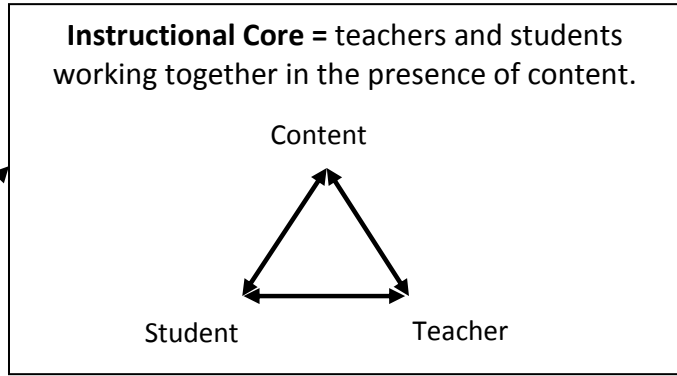 Instructional Core = teachers and students
working together in the presence of content.
Content
Student
Teacher